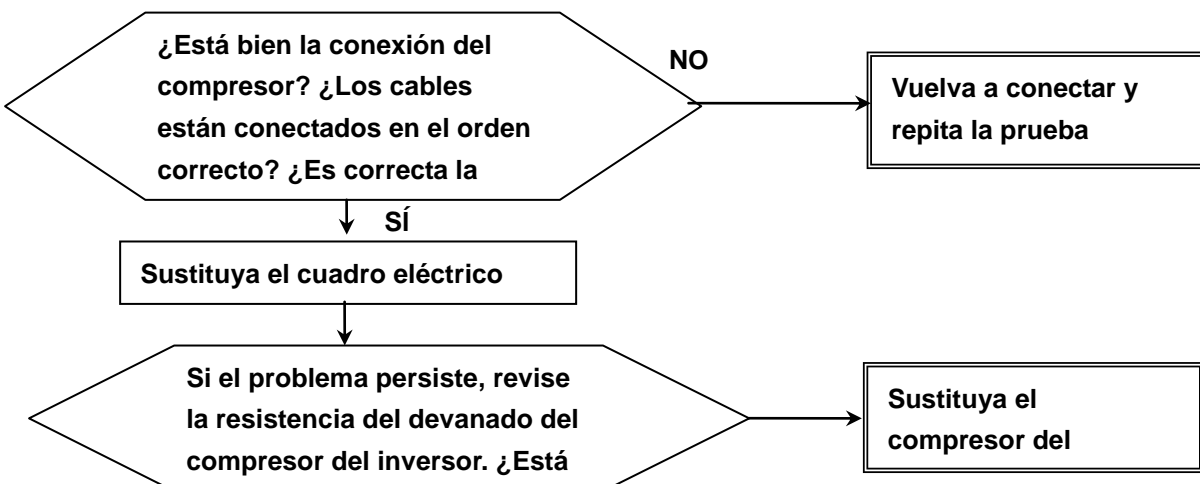 ¿Está bien la conexión del
compresor? ¿Los cables
están conectados en el orden
correcto? ¿Es correcta la
NO
Vuelva a conectar y
repita la prueba
SÍ
Sustituya el cuadro eléctrico
Si el problema persiste, revise
la resistencia del devanado del
compresor del inversor. ¿Está
Sustituya el
compresor del